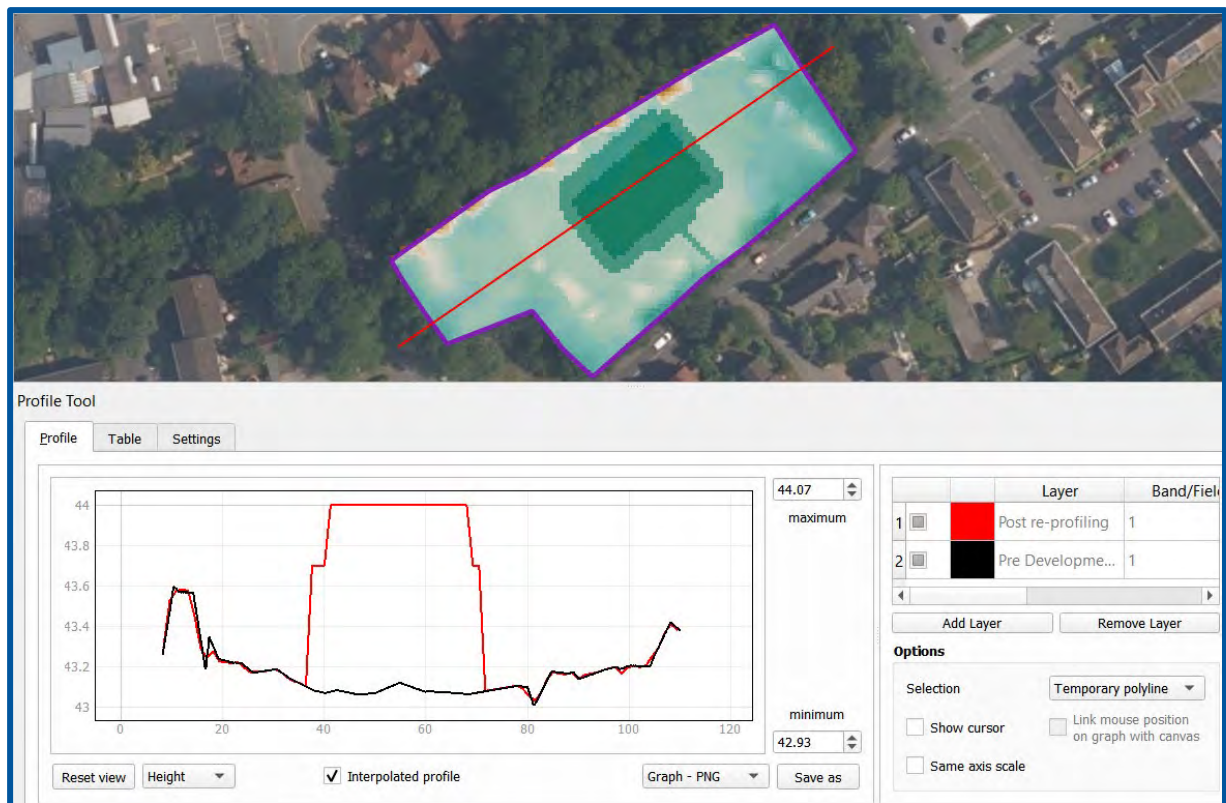 Profile Tool
Profile Table Settings
44
43.8
43.6
43.4
43.2
43
0 20 40 60 80 100 120
44.07
maximum
minimum
42.93
Reset view Height Interpolated profile Graph - PNG Save as
Layer Band/Field
1 Post re-profiling 1
2 Pre Developme... 1
Add Layer Remove Layer
Options
Selection Temporary polyline
Show cursor Link mouse position
on graph with canvas
Same axis scale